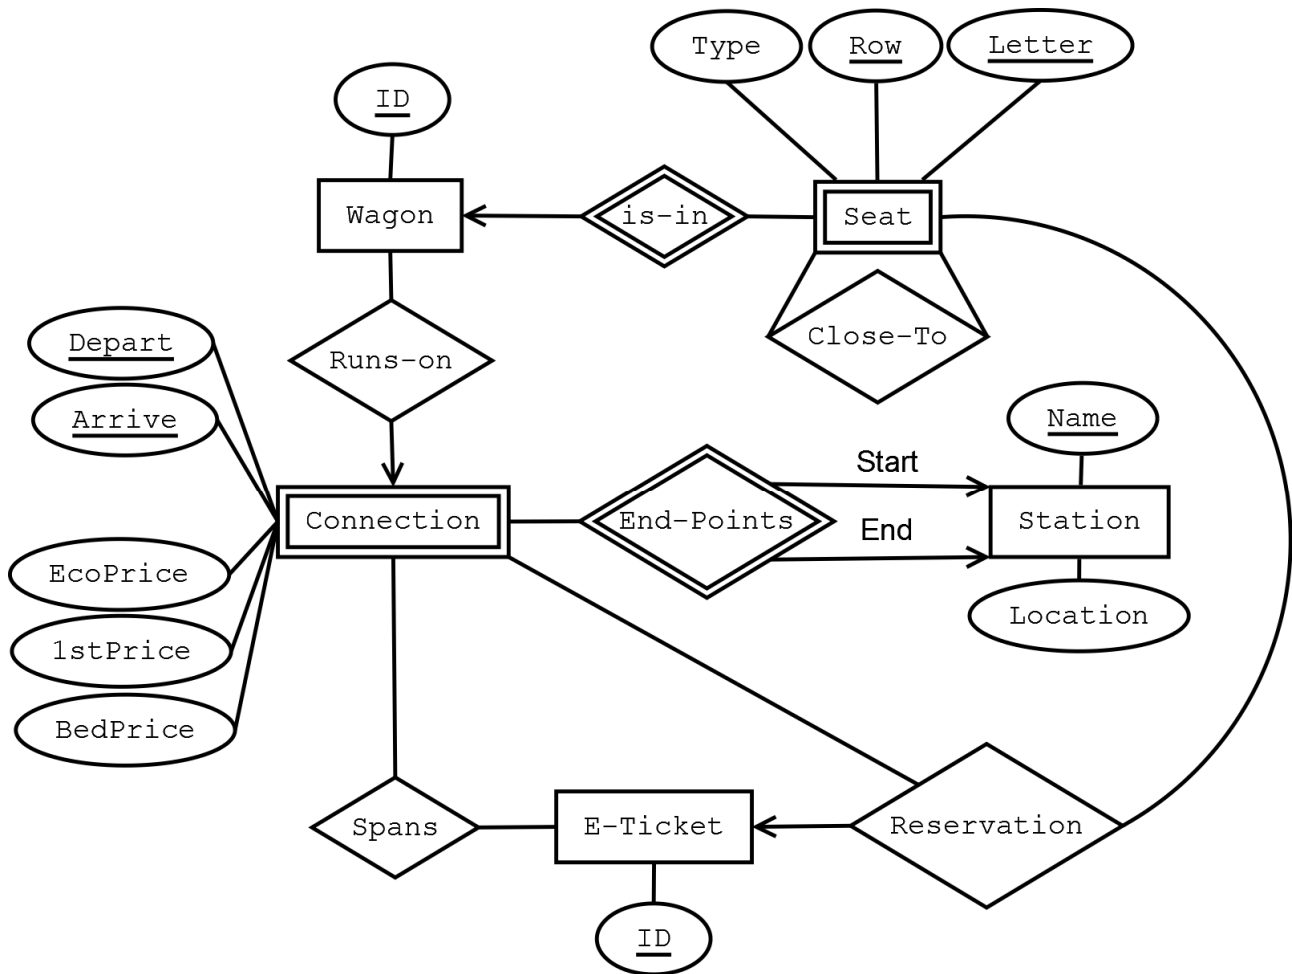 Type
Row
Letter
ID
Wagon
is-in
Seat
Depart
Runs-on
Close-To
Arrive
Name
Start
Connection
End-Points
Station
End
EcoPrice
Location
1stPrice
BedPrice
Spans
E-Ticket
Reservation
ID